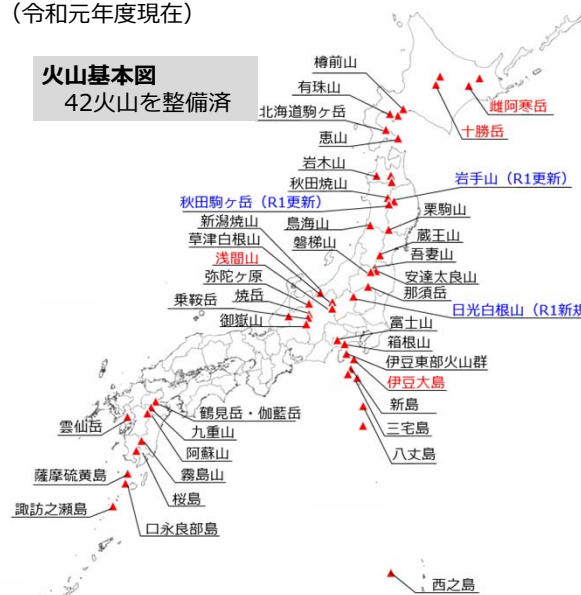 （令和元年度現在）
火山基本図
42火山を整備済
樽前山
有珠山
北海道駒ヶ岳
恵山
雌阿寒岳
十勝岳
岩木山
秋田焼山
秋田駒ヶ岳（R1更新）
岩手山（R1更新）
新潟焼山
鳥海山
栗駒山
草津白根山
磐梯山
蔵王山
浅間山
吾妻山
弥陀ヶ原
安達太良山
乗鞍岳
焼岳
那須岳
御嶽山
日光白根山（R1新規
富士山
箱根山
伊豆東部火山群
伊豆大島
新島
三宅島
八丈島
鶴見岳・伽藍岳
雲仙岳
九重山
阿蘇山
霧島山
薩摩硫黄島
桜島
諏訪之瀬島
口永良部島
西之島